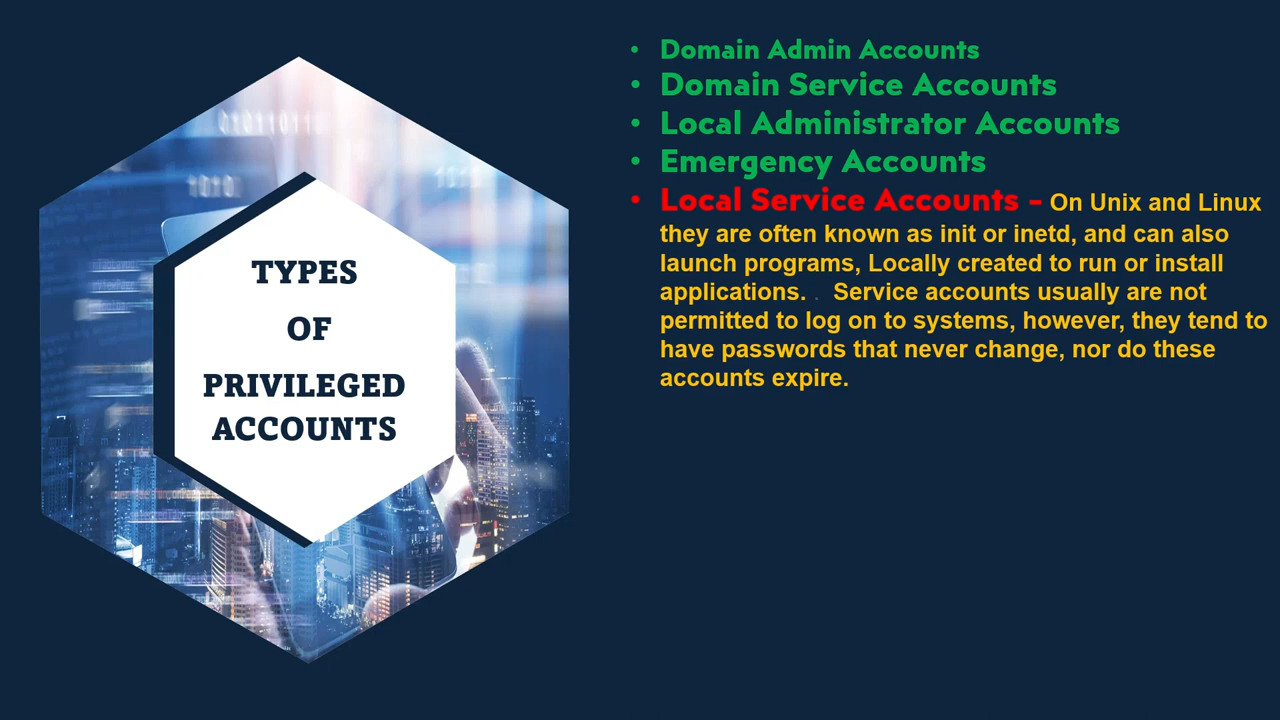 TYPES
OF
PRIVILEGED
ACCOUNTS
• Domain Admin Accounts
• Domain Service Accounts
• Local Administrator Accounts
• Emergency Accounts
• Local Service Accounts – On Unix and Linux
they are often known as init or inetd, and can also
launch programs, Locally created to run or install
applications. . Service accounts usually are not
permitted to log on to systems, however, they tend to
have passwords that never change, nor do these
accounts expire.
01011011
1010